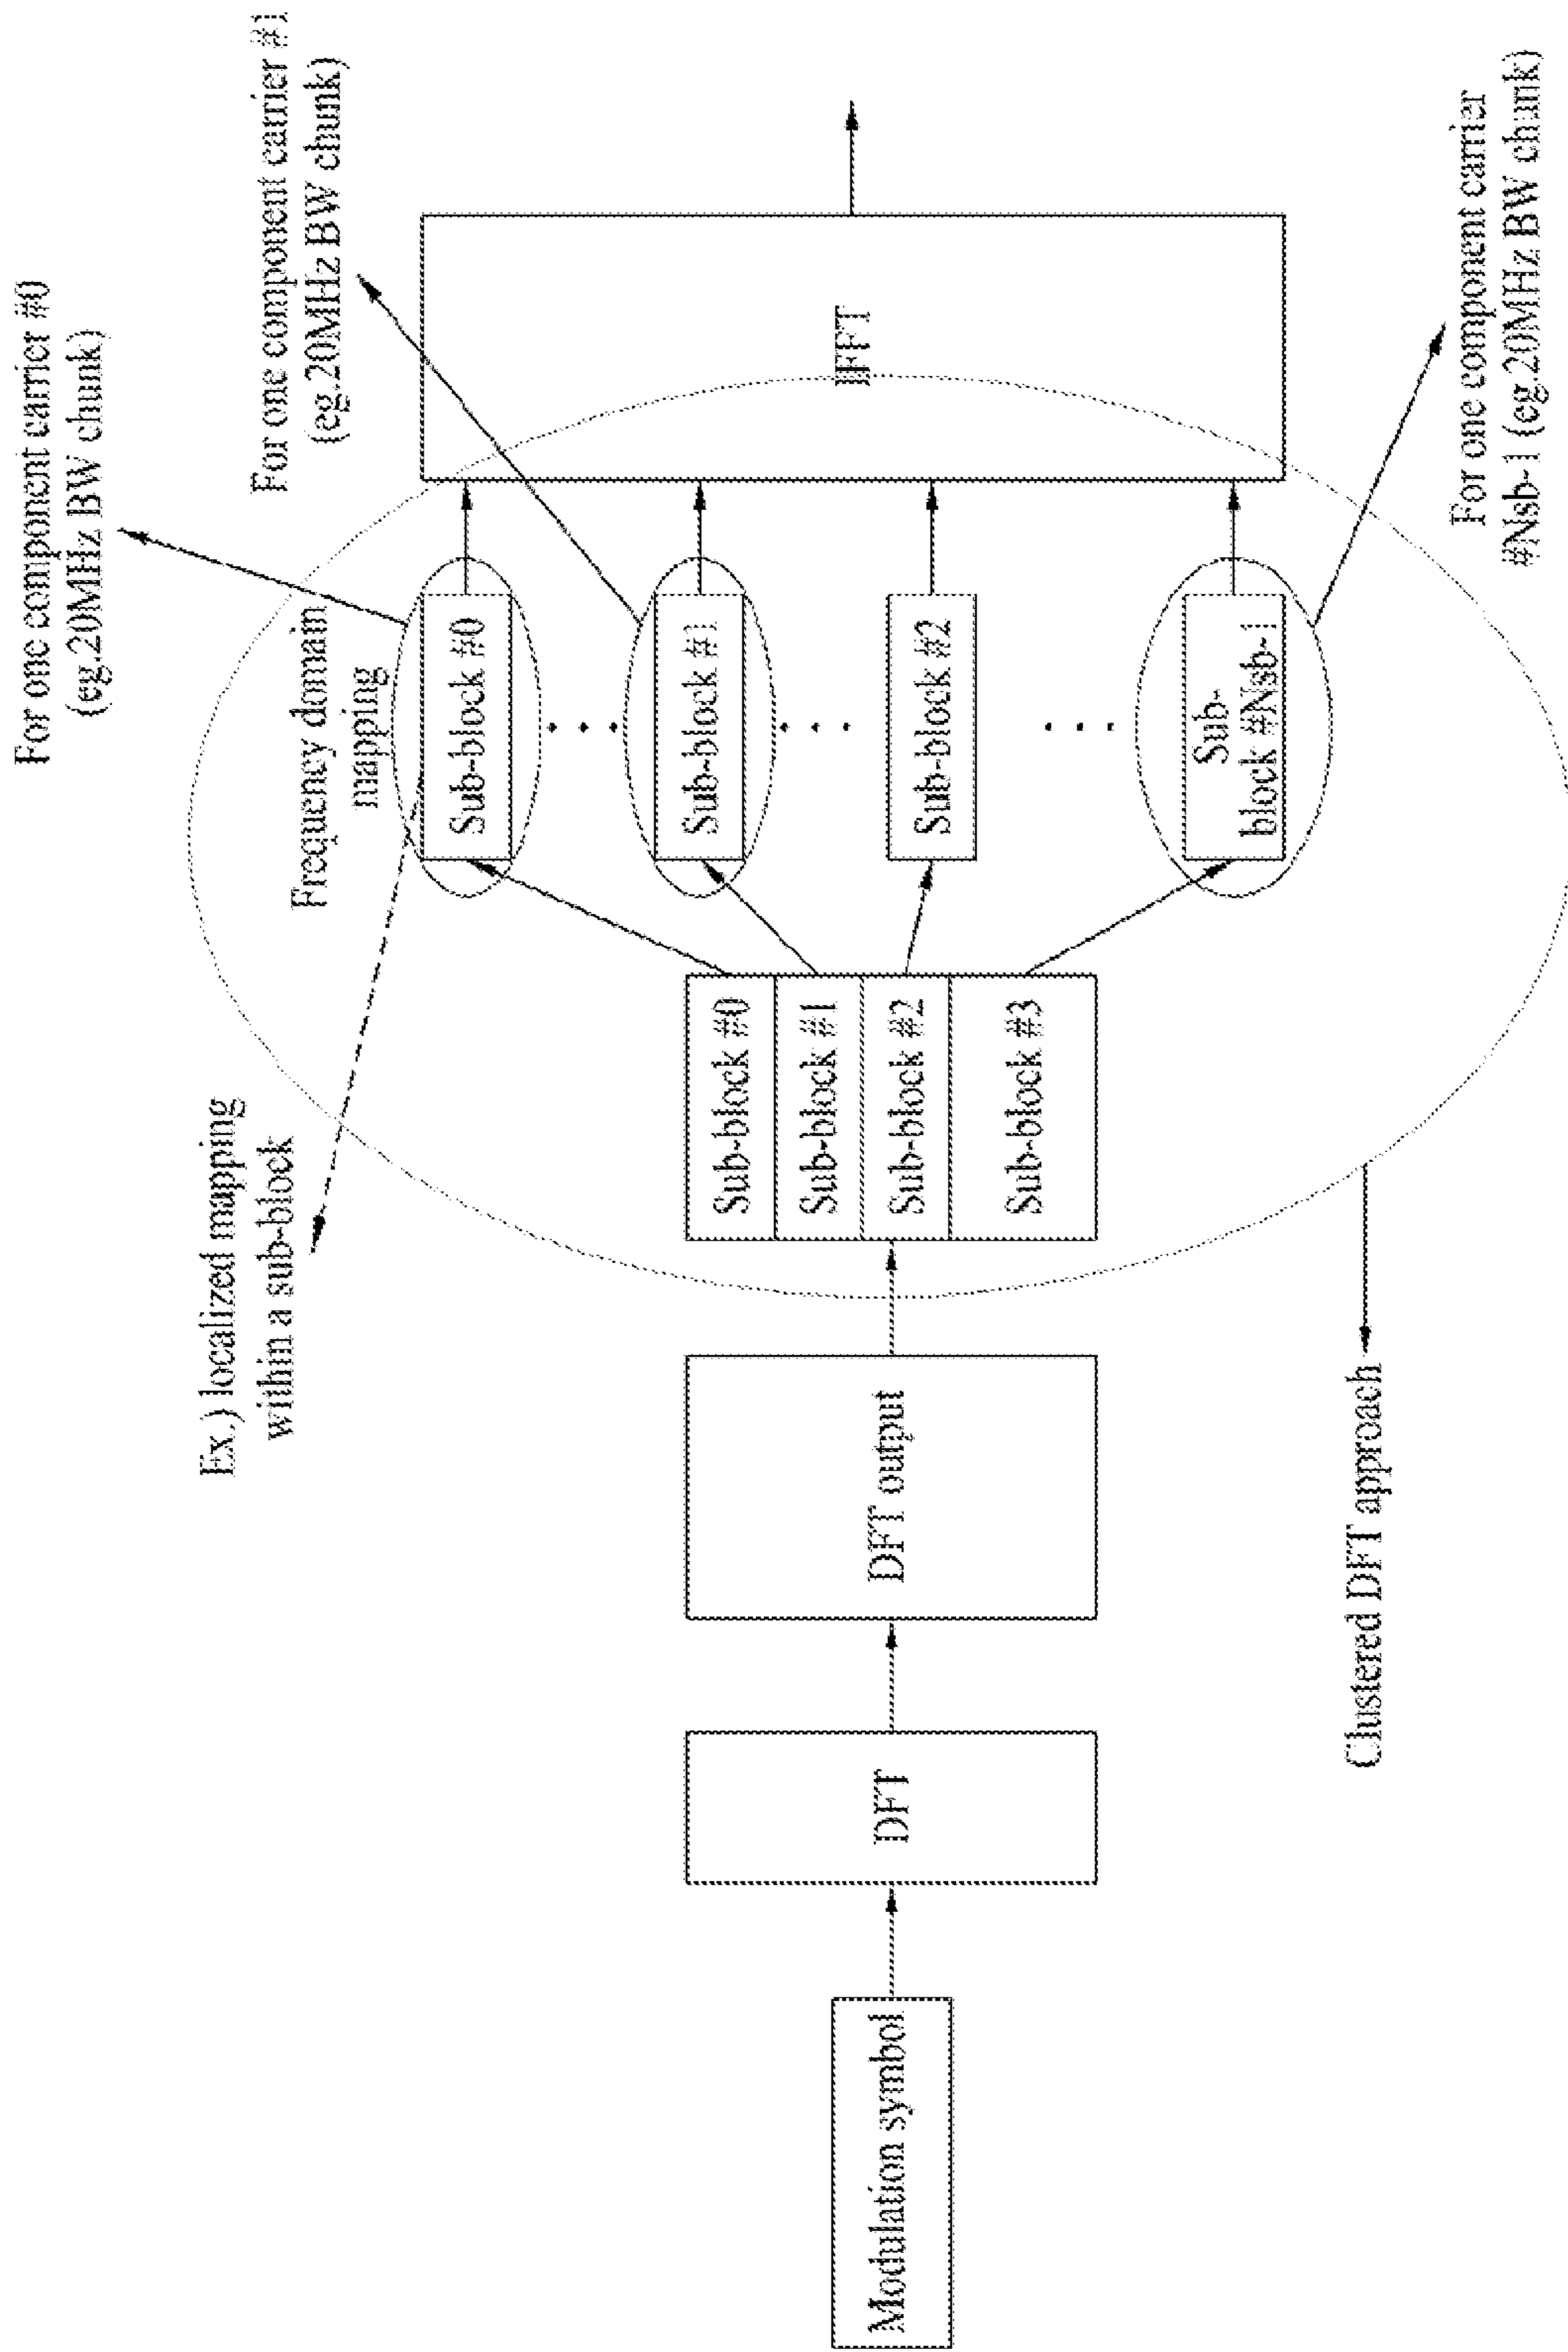 For one component carrier #0
(eg.20MHz BW chunk)
For one component carrier #1
(eg.20MHz BW chunk)
Ex.) localized mapping
within a sub-block
Frequency domain
mapping
Modulation symbol
DFT
DFT output
Sub-block #0
Sub-block #1
Sub-block #2
Sub-block #3
Sub-block #0
Sub-block #1
Sub-block #2
Sub-
block #Nsb-1
IFFT
Clustered DFT approach
For one component carrier
#Nsb-1 (eg.20MHz BW chunk)